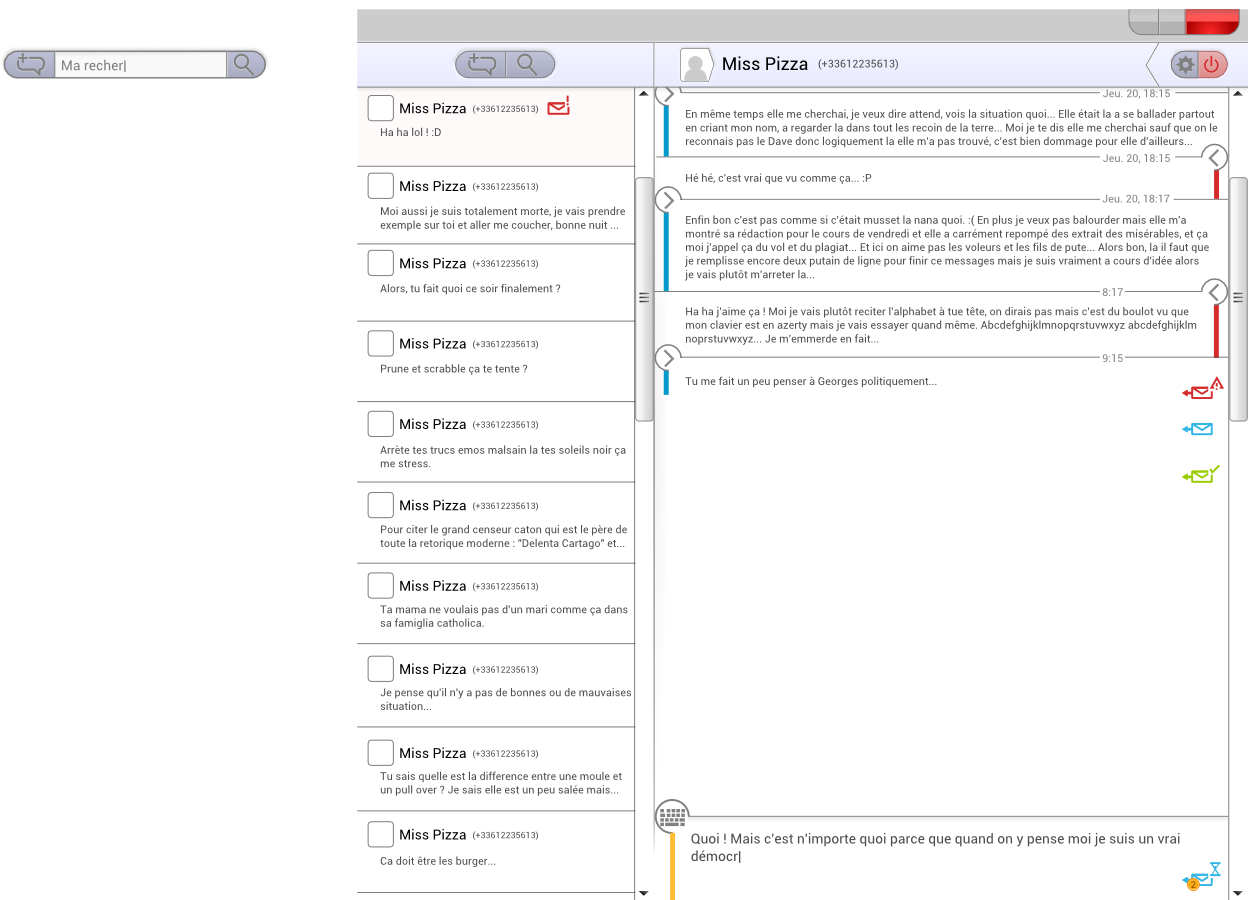 Ma recher|
Miss Pizza (+33612235613)
Ha ha lol ! :D
Miss Pizza (+33612235613)
Moi aussi je suis totalement morte, je vais prendre
exemple sur toi et aller me coucher, bonne nuit ...
Miss Pizza (+33612235613)
Alors, tu fait quoi ce soir finalement ?
Miss Pizza (+33612235613)
Prune et scrabble ça te tente ?
Miss Pizza (+33612235613)
Arrète tes trucs emos malsain la tes soleils noir ça
me stress.
Miss Pizza (+33612235613)
Pour citer le grand censeur caton qui est le père de
toute la retorique moderne : "Delenta Cartago" et...
Miss Pizza (+33612235613)
Ta mama ne voulais pas d'un mari comme ça dans
sa famiglia catholica.
Miss Pizza (+33612235613)
Je pense qu'il n'y a pas de bonnes ou de mauvaises
situation...
Miss Pizza (+33612235613)
Tu sais quelle est la difference entre une moule et
un pull over ? Je sais elle est un peu salée mais...
Miss Pizza (+33612235613)
Ca doit être les burger...
Miss Pizza (+33612235613)
Jeu. 20, 18:15
En même temps elle me cherchai, je veux dire attend, vois la situation quoi... Elle était la a se ballader partout
en criant mon nom, a regarder la dans tout les recoin de la terre... Moi je te dis elle me cherchai sauf que on le
reconnais pas le Dave donc logiquement la elle m'a pas trouvé, c'est bien dommage pour elle d'ailleurs...
Jeu. 20, 18:15
Hé hé, c'est vrai que vu comme ça... :P
Jeu. 20, 18:17
Enfin bon c'est pas comme si c'était musset la nana quoi. :( En plus je veux pas balourder mais elle m'a
montré sa rédaction pour le cours de vendredi et elle a carrément repompé des extrait des misérables, et ça
moi j'appel ça du vol et du plagiat... Et ici on aime pas les voleurs et les fils de pute... Alors bon, la il faut que
je remplisse encore deux putain de ligne pour finir ce messages mais je suis vraiment a cours d'idée alors
je vais plutôt m'arreter la...
8:17
Ha ha j'aime ça ! Moi je vais plutôt reciter l'alphabet à tue tête, on dirais pas mais c'est du boulot vu que
mon clavier est en azerty mais je vais essayer quand même. Abcdefghijklmnopqrstuvwxyz abcdefghijklm
noprstuvwxyz... Je m'emmerde en fait...
9:15
Tu me fait un peu penser à Georges politiquement...
Quoi ! Mais c'est n'importe quoi parce que quand on y pense moi je suis un vrai
démocr|
2